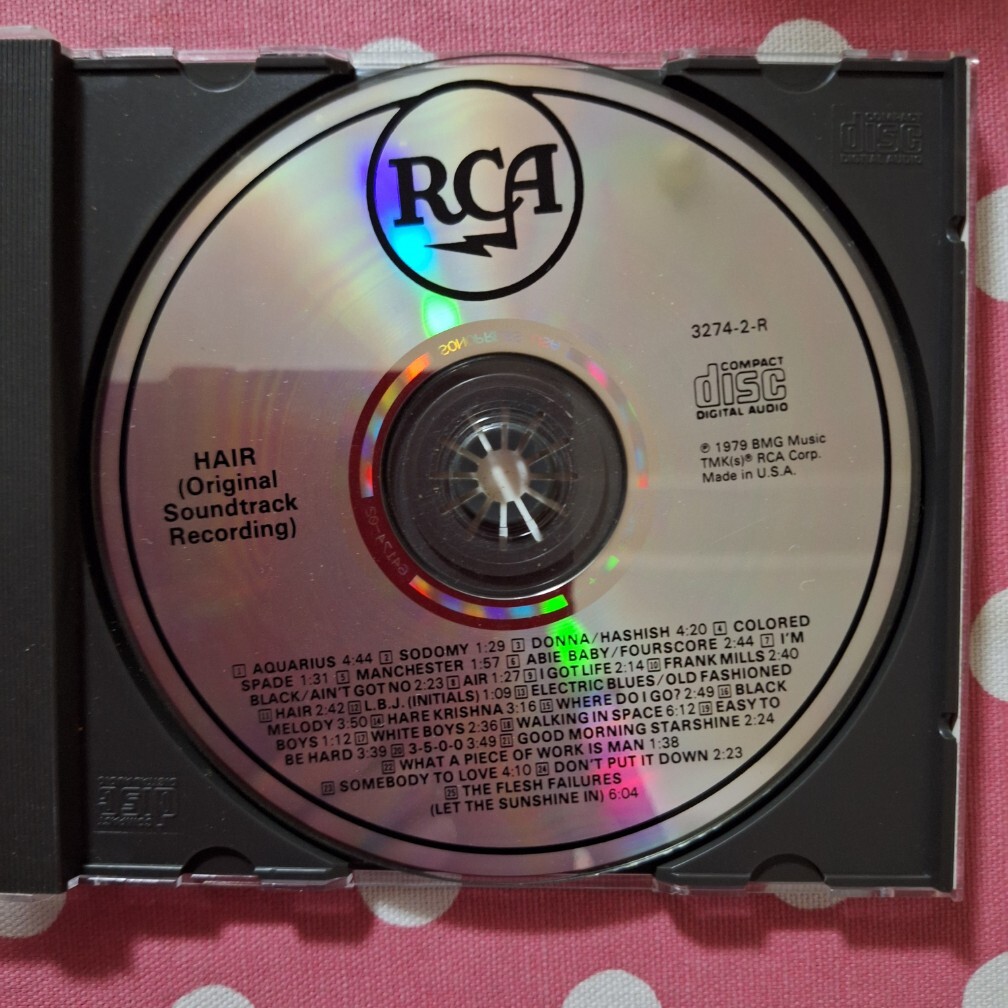 RCA
COMPACT
disc
DIGITAL AUDIO
3274-2-R
COMPACT
disc
DIGITAL AUDIO
℗ 1979 BMG Music
TMK(s)® RCA Corp.
Made in U.S.A.
HAIR
(Original
Soundtrack
Recording)
1 AQUARIUS 4:44 2 SODOMY 1:29 3 DONNA/HASHISH 4:20 4 COLORED
SPADE 1:31 5 MANCHESTER 1:57 6 ABIE BABY/FOURSCORE 2:44 7 I'M
BLACK/AIN'T GOT NO 2:23 8 AIR 1:27 9 I GOT LIFE 2:14 10 FRANK MILLS 2:40
11 HAIR 2:42 12 L.B.J. (INITIALS) 1:09 13 ELECTRIC BLUES/OLD FASHIONED
MELODY 3:50 14 HARE KRISHNA 3:16 15 WHERE DO I GO? 2:49 16 BLACK
BOYS 1:12 17 WHITE BOYS 2:36 18 WALKING IN SPACE 6:12 19 EASY TO
BE HARD 3:39 20 3-5-0-0 3:49 21 GOOD MORNING STARSHINE 2:24
22 WHAT A PIECE OF WORK IS MAN 1:38
23 SOMEBODY TO LOVE 4:10 24 DON'T PUT IT DOWN 2:23
25 THE FLESH FAILURES
(LET THE SUNSHINE IN) 6:04